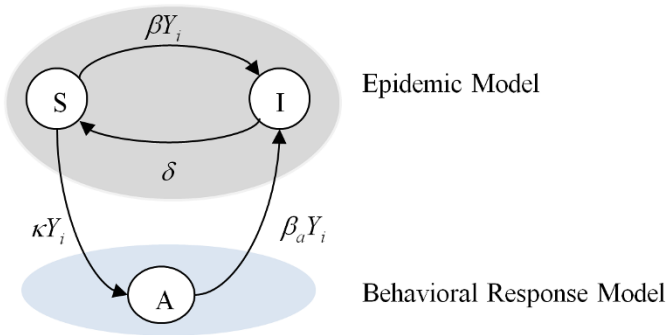 βY_i
S
I
Epidemic Model
δ
κY_i
β_aY_i
A
Behavioral Response Model